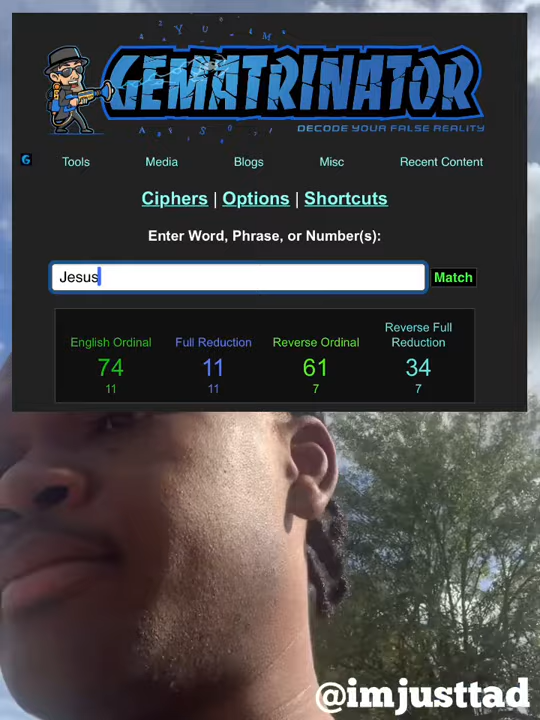 GEMATRINATOR
DECODE YOUR FALSE REALITY
G Tools Media Blogs Misc Recent Content
Ciphers | Options | Shortcuts
Enter Word, Phrase, or Number(s):
Jesus Match
English Ordinal Full Reduction Reverse Ordinal Reverse Full Reduction
74 11 61 34
11 11 7 7
@imjusttad